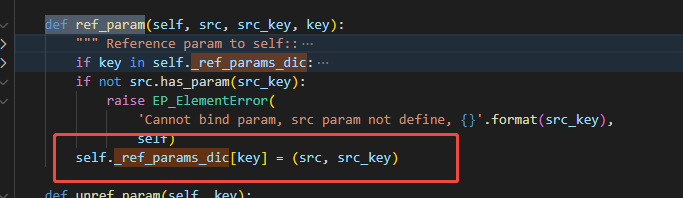 def ref_param(self, src, src_key, key):
""" Reference param to self::…
if key in self._ref_params_dic:…
if not src.has_param(src_key):
raise EP_ElementError(
'Cannot bind param, src param not define, {}'.format(src_key),
self)
self._ref_params_dic[key] = (src, src_key)
def unref_param(self, key):